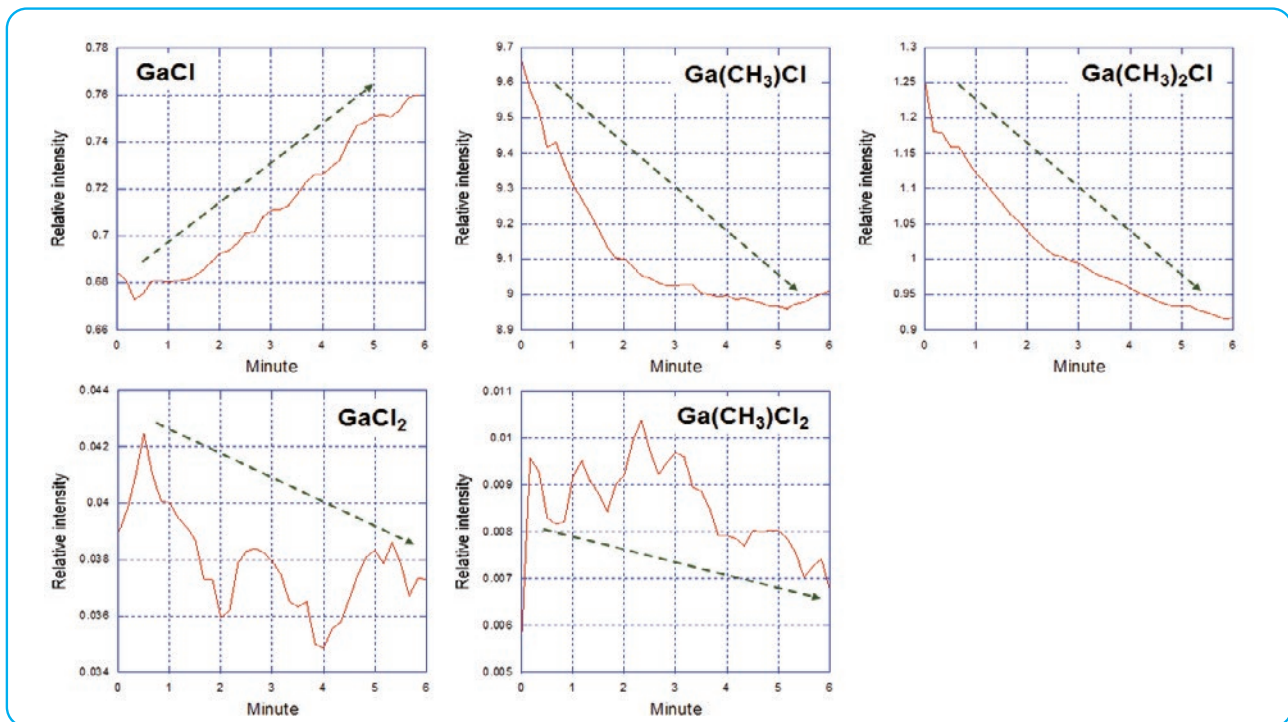 GaCl
Relative intensity
0.78
0.76
0.74
0.72
0.7
0.68
0.66
0 1 2 3 4 5 6
Minute
Ga(CH₃)Cl
Relative intensity
9.7
9.6
9.5
9.4
9.3
9.2
9.1
9
8.9
0 1 2 3 4 5 6
Minute
Ga(CH₃)₂Cl
Relative intensity
1.3
1.25
1.2
1.15
1.1
1.05
1
0.95
0.9
0 1 2 3 4 5 6
Minute
GaCl₂
Relative intensity
0.044
0.042
0.04
0.038
0.036
0.034
0 1 2 3 4 5 6
Minute
Ga(CH₃)Cl₂
Relative intensity
0.011
0.01
0.009
0.008
0.007
0.006
0.005
0 1 2 3 4 5 6
Minute